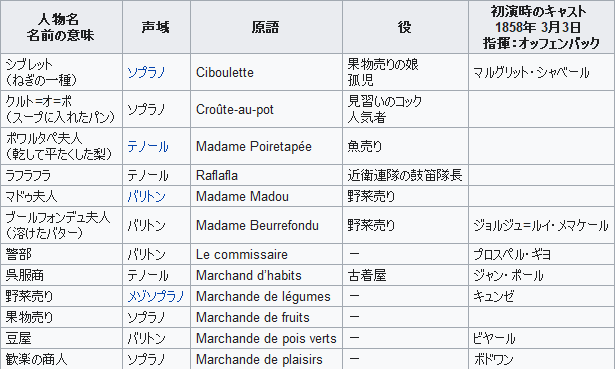 人物名
名前の意味
声域
原語
役
初演時のキャスト
1858年 3月3日
指揮：オッフェンバック
シブレット
（ねぎの一種）
ソプラノ
Ciboulette
果物売りの娘
孤児
マルグリット・シャベール
クルト=オ=ポ
（スープに入れたパン）
ソプラノ
Croûte-au-pot
見習いのコック
人気者
ポワルタペ夫人
（乾して平たくした梨）
テノール
Madame Poiretapée
魚売り
ラフラフラ
テノール
Raflafla
近衛連隊の鼓笛隊長
マドゥ夫人
バリトン
Madame Madou
野菜売り
ブールフォンデュ夫人
（溶けたバター）
バリトン
Madame Beurrefondu
野菜売り
ジョルジュ=ルイ・メマケール
警部
バリトン
Le commissaire
－
プロスペル・ギヨ
呉服商
テノール
Marchand d'habits
古着屋
ジャン・ポール
野菜売り
メゾソプラノ
Marchande de légumes
－
キュンゼ
果物売り
ソプラノ
Marchande de fruits
－
豆屋
バリトン
Marchande de pois verts
－
ビヤール
歓楽の商人
ソプラノ
Marchande de plaisirs
－
ボドワン